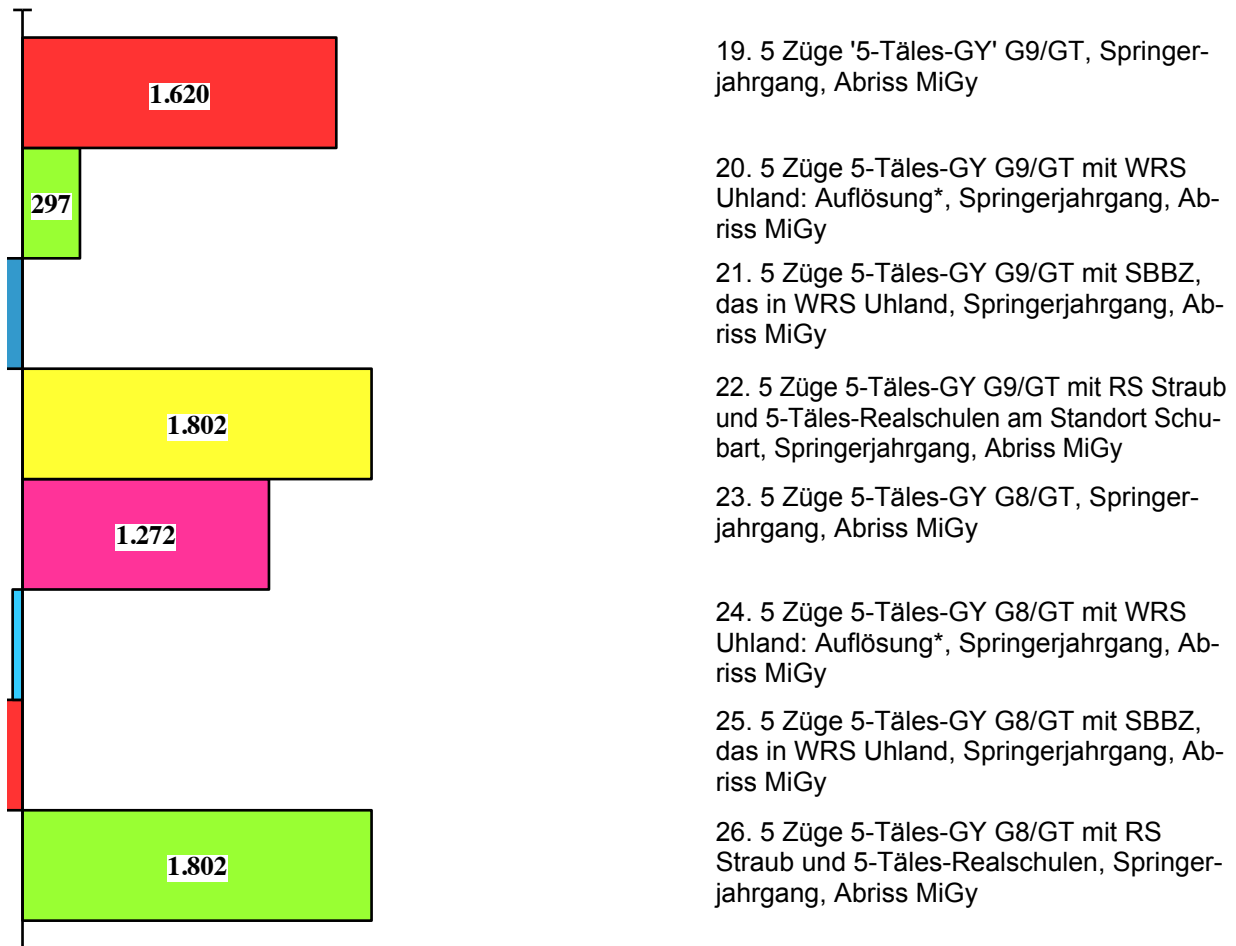 1.620
19. 5 Züge '5-Täles-GY' G9/GT, Springer-
jahrgang, Abriss MiGy
297
20. 5 Züge 5-Täles-GY G9/GT mit WRS
Uhland: Auflösung*, Springerjahrgang, Ab-
riss MiGy
21. 5 Züge 5-Täles-GY G9/GT mit SBBZ,
das in WRS Uhland, Springerjahrgang, Ab-
riss MiGy
1.802
22. 5 Züge 5-Täles-GY G9/GT mit RS Straub
und 5-Täles-Realschulen am Standort Schu-
bart, Springerjahrgang, Abriss MiGy
1.272
23. 5 Züge 5-Täles-GY G8/GT, Springer-
jahrgang, Abriss MiGy
24. 5 Züge 5-Täles-GY G8/GT mit WRS
Uhland: Auflösung*, Springerjahrgang, Ab-
riss MiGy
25. 5 Züge 5-Täles-GY G8/GT mit SBBZ,
das in WRS Uhland, Springerjahrgang, Ab-
riss MiGy
1.802
26. 5 Züge 5-Täles-GY G8/GT mit RS
Straub und 5-Täles-Realschulen, Springer-
jahrgang, Abriss MiGy